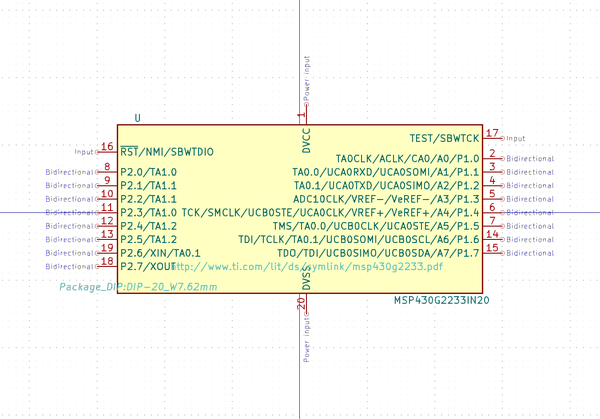 Power input
1
U
DVCC
17
TEST/SBWTCK
Input
Input
16
RST/NMI/SBWTDIO
TA0CLK/ACLK/CA0/A0/P1.0
2
Bidirectional
Bidirectional
8
P2.0/TA1.0
TA0.0/UCA0RXD/UCA0SOMI/A1/P1.1
3
Bidirectional
Bidirectional
9
P2.1/TA1.1
TA0.1/UCA0TXD/UCA0SIMO/A2/P1.2
4
Bidirectional
Bidirectional
10
P2.2/TA1.1
ADC10CLK/VREF-/VeREF-/A3/P1.3
5
Bidirectional
Bidirectional
11
P2.3/TA1.0
TCK/SMCLK/UCB0STE/UCA0CLK/VREF+/VeREF+/A4/P1.4
6
Bidirectional
Bidirectional
12
P2.4/TA1.2
TMS/TA0.0/UCB0CLK/UCA0STE/A5/P1.5
7
Bidirectional
Bidirectional
13
P2.5/TA1.2
TDI/TCLK/TA0.1/UCB0SOMI/UCB0SCL/A6/P1.6
14
Bidirectional
Bidirectional
19
P2.6/XIN/TA0.1
TDO/TDI/UCB0SIMO/UCB0SDA/A7/P1.7
15
Bidirectional
Bidirectional
18
P2.7/XOUT
http://www.ti.com/lit/ds/symlink/msp430g2233.pdf
DVSS
Package_DIP:DIP-20_W7.62mm
20
MSP430G2233IN20
Power input